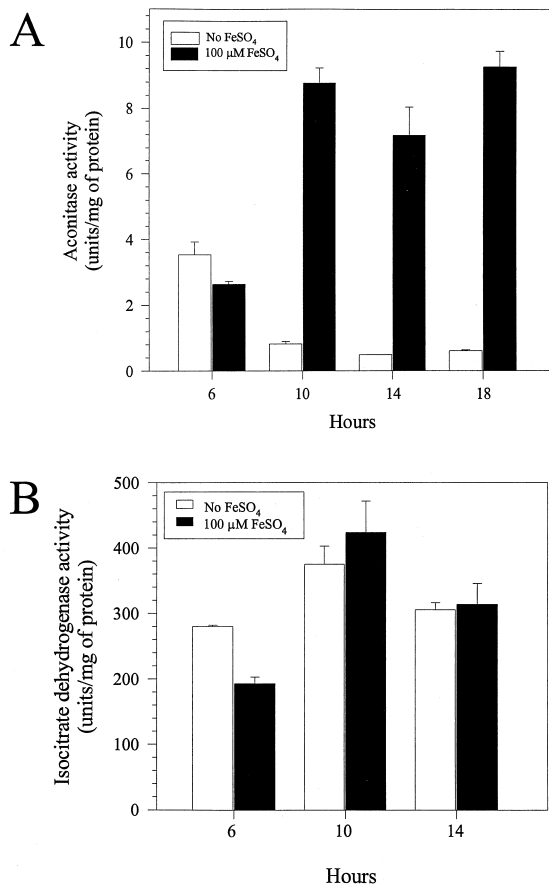 A
No FeSO₄
100 μM FeSO₄
Aconitase activity
(units/mg of protein)
10
8
6
4
2
0
6 10 14 18
Hours
B
No FeSO₄
100 μM FeSO₄
Isocitrate dehydrogenase activity
(units/mg of protein)
500
400
300
200
100
0
6 10 14
Hours